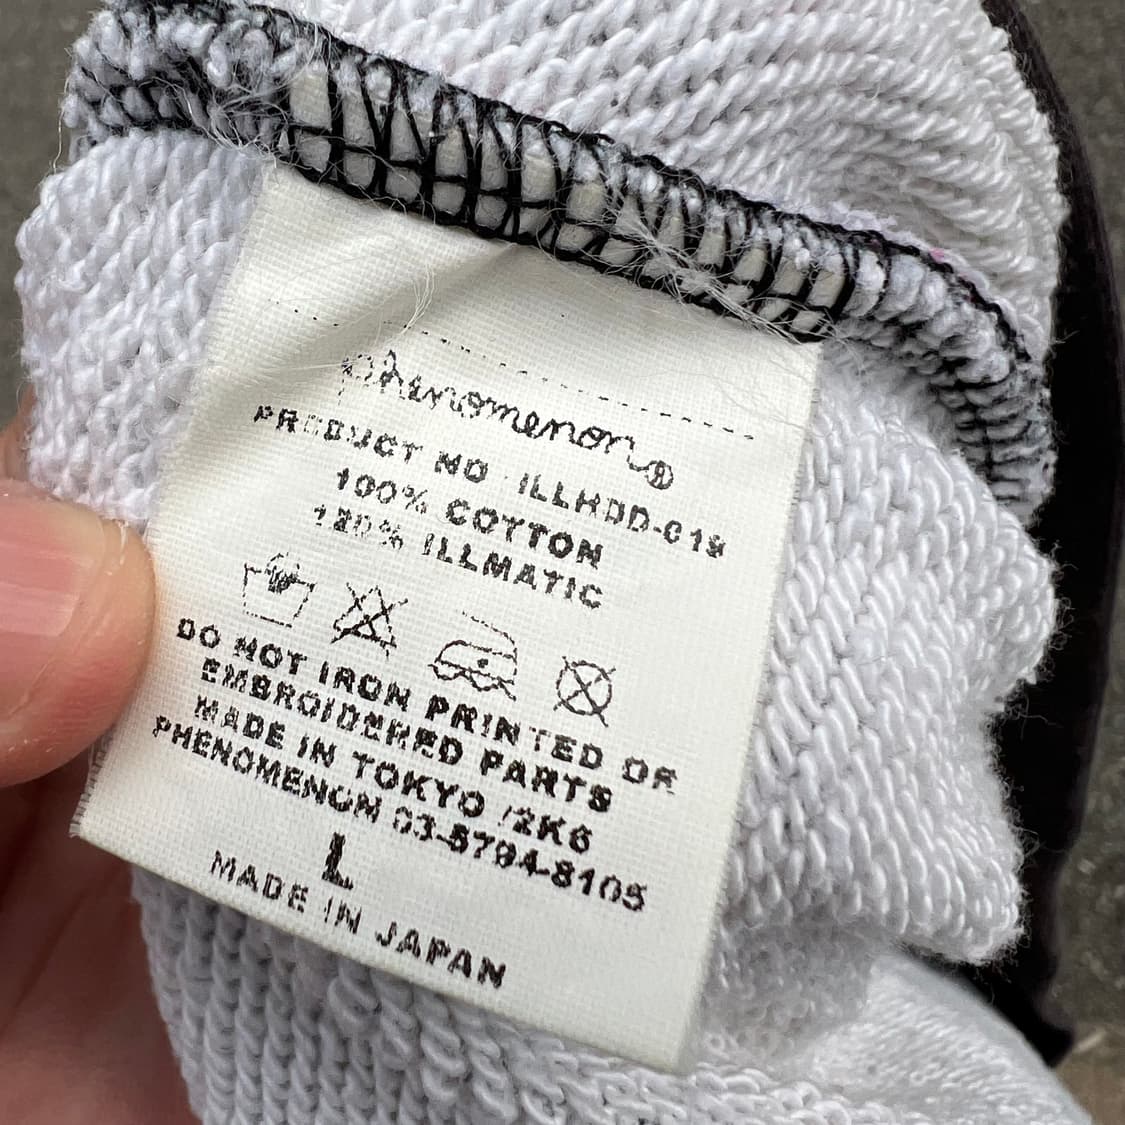 Phenomenon®
PRODUCT NO ILLHDD-019
100% COTTON
120% ILLMATIC
DO NOT IRON PRINTED OR
EMBROIDERED PARTS
MADE IN TOKYO /2K6
PHENOMENON 03-5794-8105
L
MADE IN JAPAN